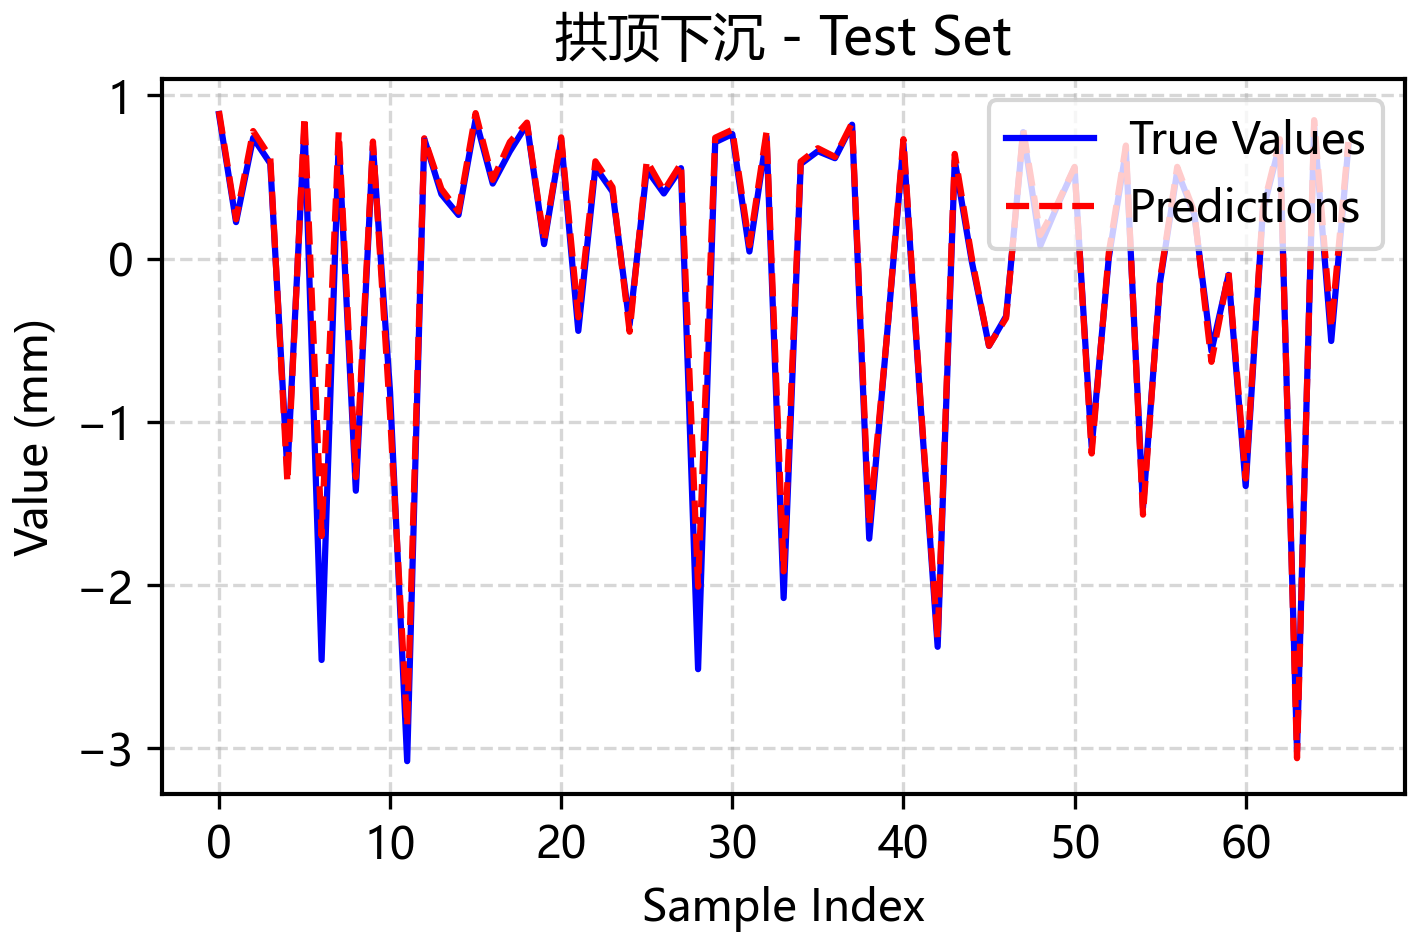 拱顶下沉 - Test Set
1
0
−1
−2
−3
Value (mm)
True Values
Predictions
0 10 20 30 40 50 60
Sample Index